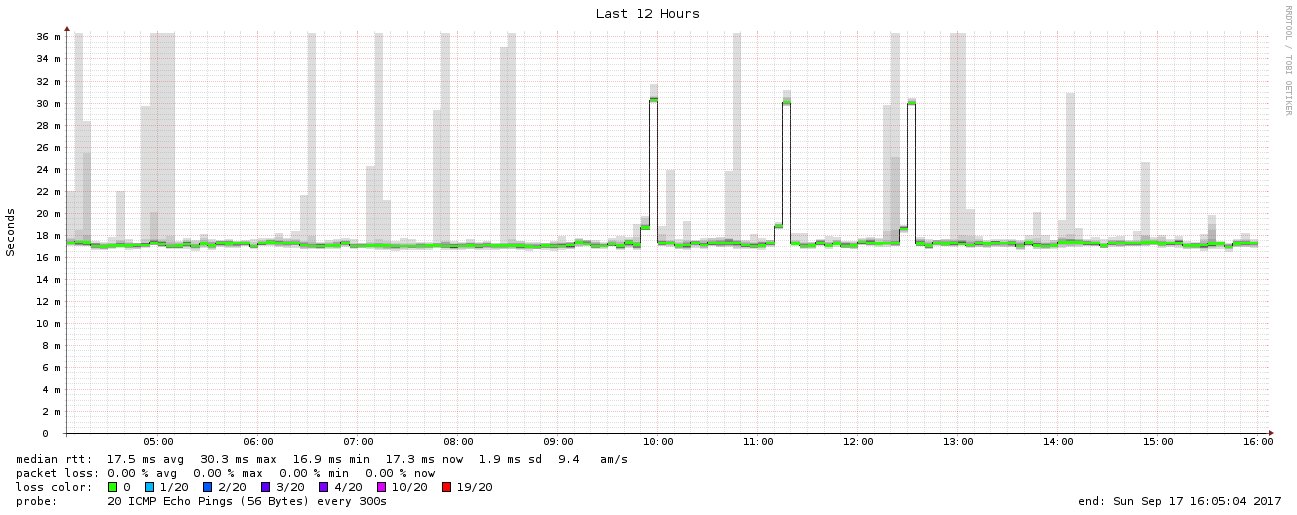 Last 12 Hours
RRDTOOL / TOBI OETIKER
Seconds
36 m
34 m
32 m
30 m
28 m
26 m
24 m
22 m
20 m
18 m
16 m
14 m
12 m
10 m
8 m
6 m
4 m
2 m
0
05:00 06:00 07:00 08:00 09:00 10:00 11:00 12:00 13:00 14:00 15:00 16:00
median rtt: 17.5 ms avg 30.3 ms max 16.9 ms min 17.3 ms now 1.9 ms sd 9.4 am/s
packet loss: 0.00 % avg 0.00 % max 0.00 % min 0.00 % now
loss color: 0 1/20 2/20 3/20 4/20 10/20 19/20
probe: 20 ICMP Echo Pings (56 Bytes) every 300s end: Sun Sep 17 16:05:04 2017